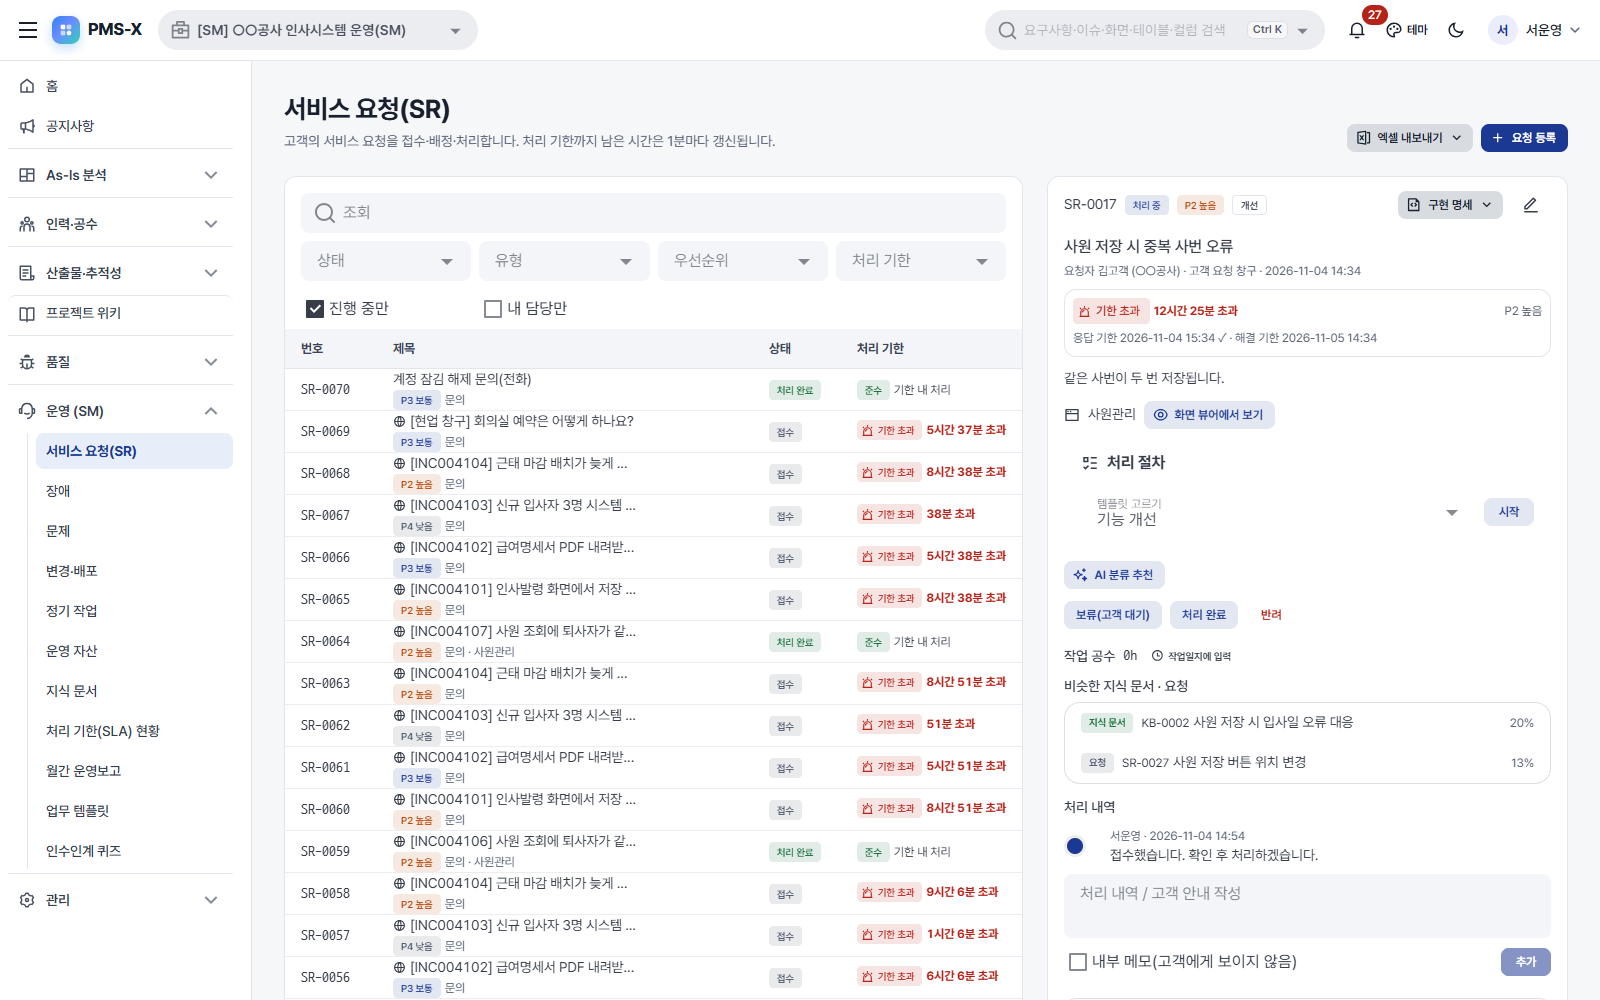 PMS-X
[SM] OO공사 인사시스템 운영(SM)
요구사항·이슈·화면·테이블·컬럼 검색
Ctrl K
27
테마
서
서운영
홈
공지사항
As-Is 분석
인력·공수
산출물·추적성
프로젝트 위키
품질
운영 (SM)
서비스 요청(SR)
장애
문제
변경·배포
정기 작업
운영 자산
지식 문서
처리 기한(SLA) 현황
월간 운영보고
업무 템플릿
인수인계 퀴즈
관리
서비스 요청(SR)
고객의 서비스 요청을 접수·배정·처리합니다. 처리 기한까지 남은 시간은 1분마다 갱신됩니다.
엑셀 내보내기
요청 등록
조회
상태
유형
우선순위
처리 기한
진행 중만
내 담당만
번호 제목 상태 처리 기한
SR-0070 계정 잠김 해제 문의(전화) 처리 완료 준수 기한 내 처리
P3 보통 문의
SR-0069 [현업 창구] 회의실 예약은 어떻게 하나요? 접수 기한 초과 5시간 37분 초과
P3 보통 문의
SR-0068 [INC004104] 근태 마감 배치가 늦게 ... 접수 기한 초과 8시간 38분 초과
P2 높음 문의
SR-0067 [INC004103] 신규 입사자 3명 시스템 ... 접수 기한 초과 38분 초과
P4 낮음 문의
SR-0066 [INC004102] 급여명세서 PDF 내려받... 접수 기한 초과 5시간 38분 초과
P3 보통 문의
SR-0065 [INC004101] 인사발령 화면에서 저장 ... 접수 기한 초과 8시간 38분 초과
P2 높음 문의
SR-0064 [INC004107] 사원 조회에 퇴사자가 같... 처리 완료 준수 기한 내 처리
P2 높음 문의 · 사원관리
SR-0063 [INC004104] 근태 마감 배치가 늦게 ... 접수 기한 초과 8시간 51분 초과
P2 높음 문의
SR-0062 [INC004103] 신규 입사자 3명 시스템 ... 접수 기한 초과 51분 초과
P4 낮음 문의
SR-0061 [INC004102] 급여명세서 PDF 내려받... 접수 기한 초과 5시간 51분 초과
P3 보통 문의
SR-0060 [INC004101] 인사발령 화면에서 저장 ... 접수 기한 초과 8시간 51분 초과
P2 높음 문의
SR-0059 [INC004106] 사원 조회에 퇴사자가 같... 처리 완료 준수 기한 내 처리
P2 높음 문의 · 사원관리
SR-0058 [INC004104] 근태 마감 배치가 늦게 ... 접수 기한 초과 9시간 6분 초과
P2 높음 문의
SR-0057 [INC004103] 신규 입사자 3명 시스템 ... 접수 기한 초과 1시간 6분 초과
P4 낮음 문의
SR-0056 [INC004102] 급여명세서 PDF 내려받... 접수 기한 초과 6시간 6분 초과
P3 보통 문의
SR-0017 처리 중 P2 높음 개선
구현 명세
사원 저장 시 중복 사번 오류
요청자 김고객 (OO공사) · 고객 요청 창구 · 2026-11-04 14:34
기한 초과 12시간 25분 초과 P2 높음
응답 기한 2026-11-04 15:34 ✓ · 해결 기한 2026-11-05 14:34
같은 사번이 두 번 저장됩니다.
사원관리 화면 뷰어에서 보기
처리 절차
템플릿 고르기
기능 개선
시작
AI 분류 추천
보류(고객 대기) 처리 완료 반려
작업 공수 0h 작업일지에 입력
비슷한 지식 문서 · 요청
지식 문서 KB-0002 사원 저장 시 입사일 오류 대응 20%
요청 SR-0027 사원 저장 버튼 위치 변경 13%
처리 내역
서운영 · 2026-11-04 14:54
접수했습니다. 확인 후 처리하겠습니다.
처리 내역 / 고객 안내 작성
내부 메모(고객에게 보이지 않음)
추가